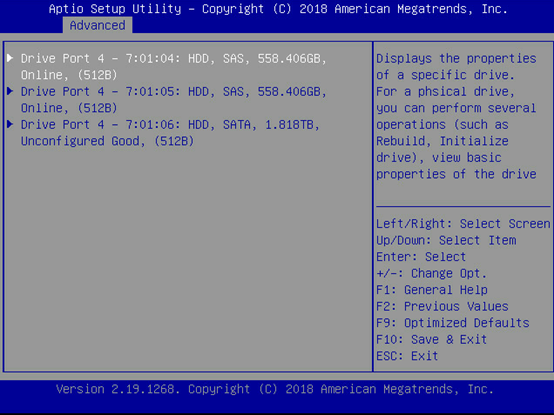 Aptio Setup Utility – Copyright (C) 2018 American Megatrends, Inc.
Advanced
Drive Port 4 – 7:01:04: HDD, SAS, 558.406GB,
Online, (512B)
Drive Port 4 – 7:01:05: HDD, SAS, 558.406GB,
Online, (512B)
Drive Port 4 – 7:01:06: HDD, SATA, 1.818TB,
Unconfigured Good, (512B)
Displays the properties
of a specific drive.
For a phsical drive,
you can perform several
operations (such as
Rebuild, Initialize
drive), view basic
properties of the drive
Left/Right: Select Screen
Up/Down: Select Item
Enter: Select
+/-: Change Opt.
F1: General Help
F2: Previous Values
F9: Optimized Defaults
F10: Save & Exit
ESC: Exit
Version 2.19.1268. Copyright (C) 2018 American Megatrends, Inc.